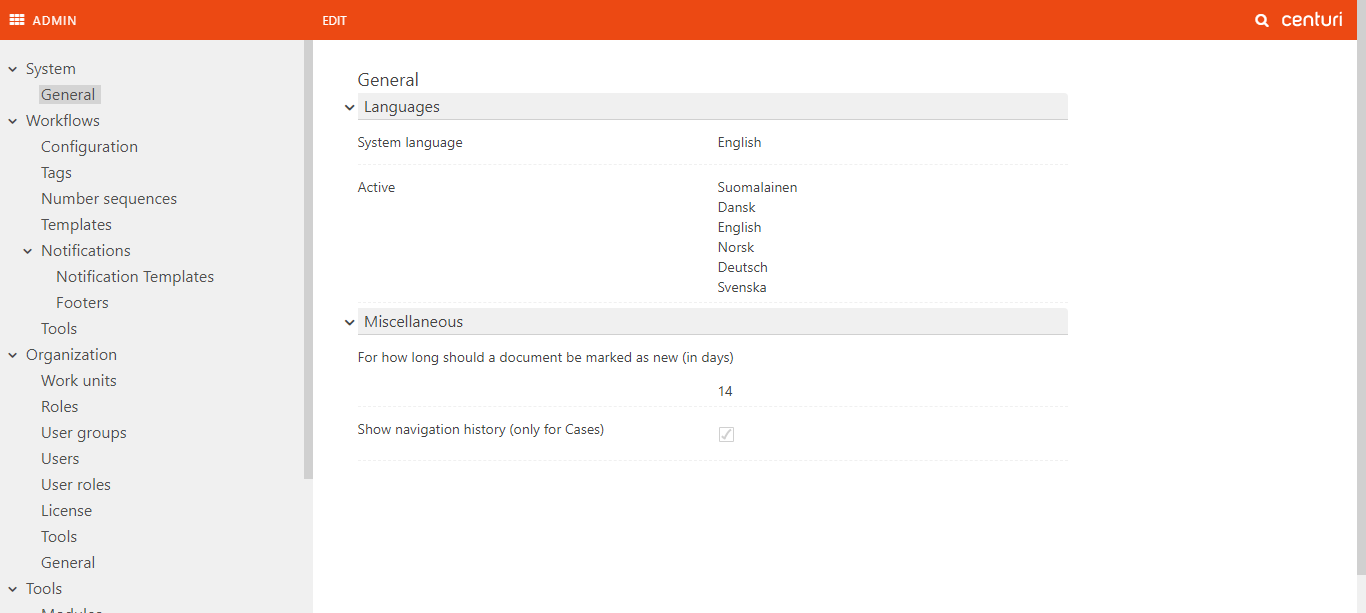 ADMIN
EDIT
centuri
System
General
Workflows
Configuration
Tags
Number sequences
Templates
Notifications
Notification Templates
Footers
Tools
Organization
Work units
Roles
User groups
Users
User roles
License
Tools
General
Tools
Modules
General
Languages
System language English
Active Suomalainen
Dansk
English
Norsk
Deutsch
Svenska
Miscellaneous
For how long should a document be marked as new (in days)
14
Show navigation history (only for Cases)